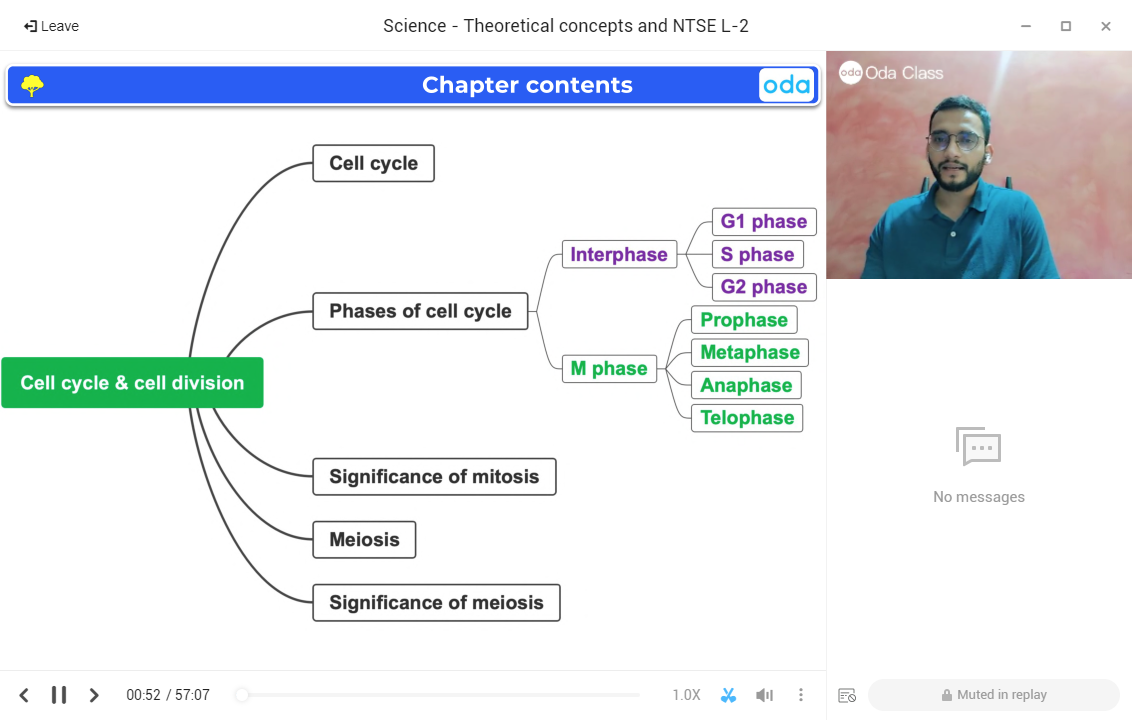 Leave
Science - Theoretical concepts and NTSE L-2
Chapter contents
oda
oda Oda Class
Cell cycle
G1 phase
Interphase
S phase
G2 phase
Phases of cell cycle
Prophase
Metaphase
M phase
Anaphase
Telophase
Cell cycle & cell division
Significance of mitosis
Meiosis
Significance of meiosis
No messages
00:52 / 57:07
1.0X
Muted in replay